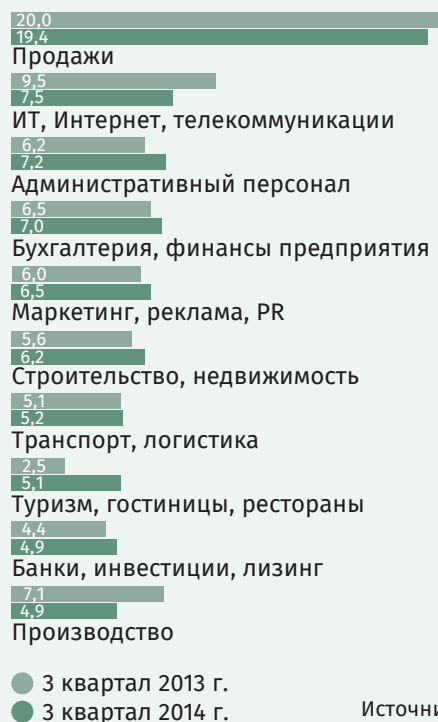 20,0
19,4
Продажи
9,5
7,5
ИТ, Интернет, телекоммуникации
6,2
7,2
Административный персонал
6,5
7,0
Бухгалтерия, финансы предприятия
6,0
6,5
Маркетинг, реклама, PR
5,6
6,2
Строительство, недвижимость
5,1
5,2
Транспорт, логистика
2,5
5,1
Туризм, гостиницы, рестораны
4,4
4,9
Банки, инвестиции, лизинг
7,1
4,9
Производство
3 квартал 2013 г.
3 квартал 2014 г.